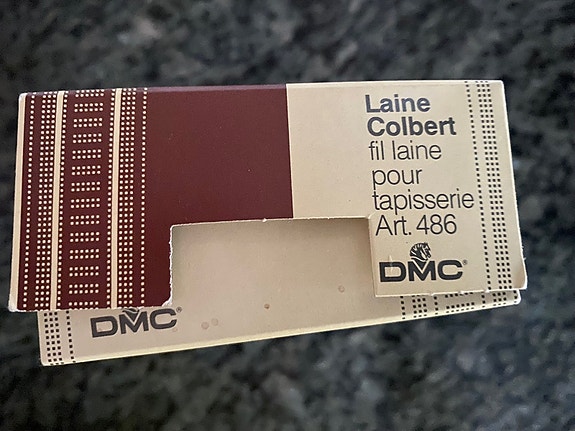 Laine
Colbert
fil laine
pour
tapisserie
Art. 486
DMC
DMC